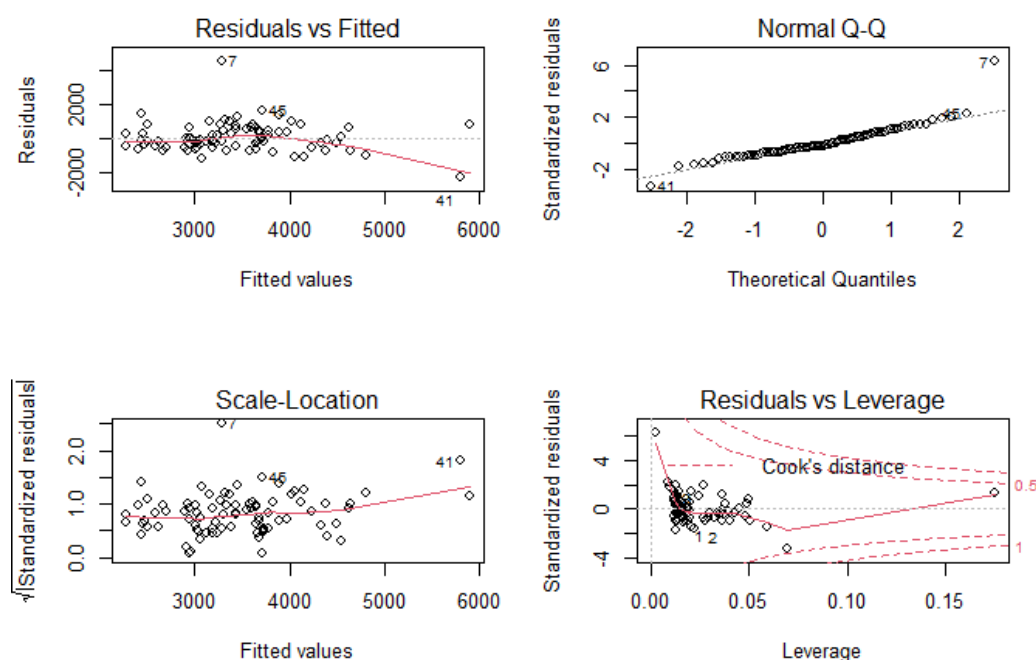 Residuals vs Fitted
Residuals
-2000
2000
7
45
41
3000 4000 5000 6000
Fitted values
Normal Q-Q
Standardized residuals
-2
2
6
7
45
41
-2 -1 0 1 2
Theoretical Quantiles
Scale-Location
√|Standardized residuals|
0.0
1.0
2.0
7
45
41
3000 4000 5000 6000
Fitted values
Residuals vs Leverage
Standardized residuals
-4
0
4
Cook's distance
0.5
1
1 2
0.00 0.05 0.10 0.15
Leverage